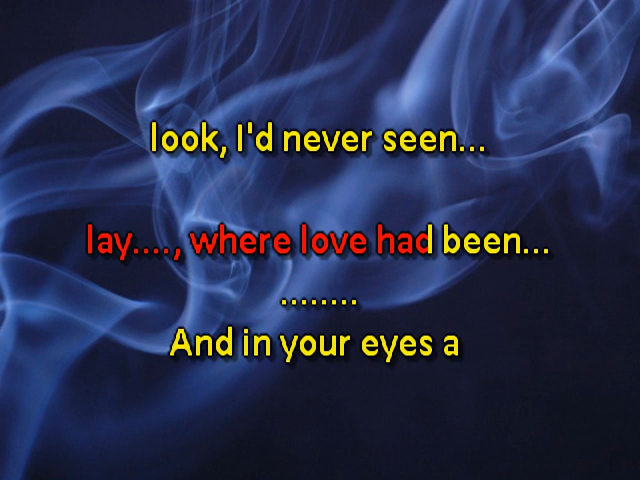 look, I'd never seen...
lay...., where love had been...
........
And in your eyes a